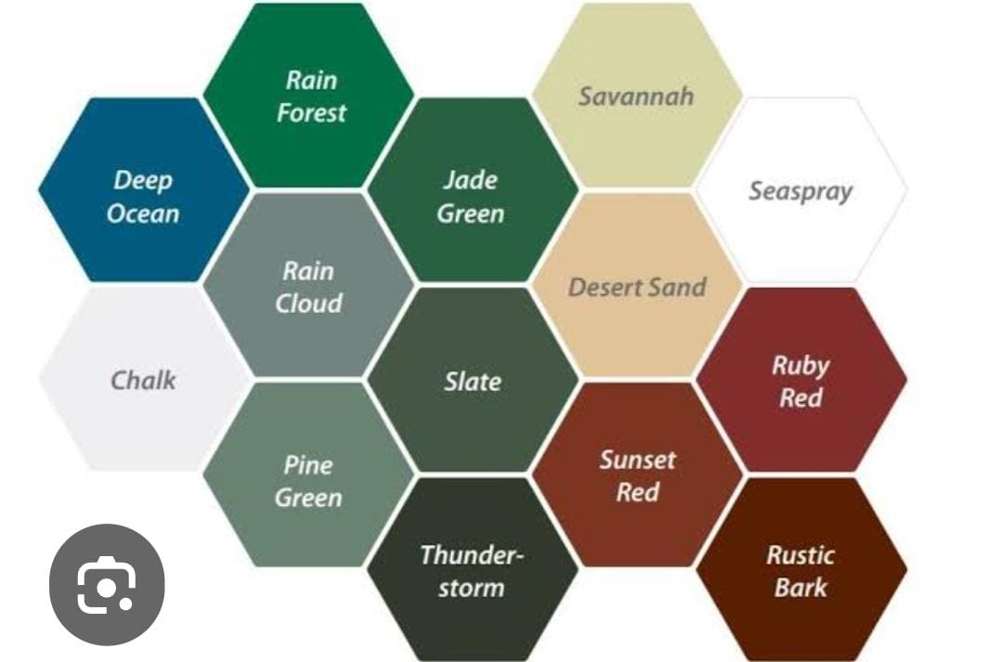 Rain
Forest
Savannah
Deep
Ocean
Jade
Green
Seaspray
Rain
Cloud
Desert Sand
Chalk
Slate
Ruby
Red
Pine
Green
Sunset
Red
Thunder-
storm
Rustic
Bark